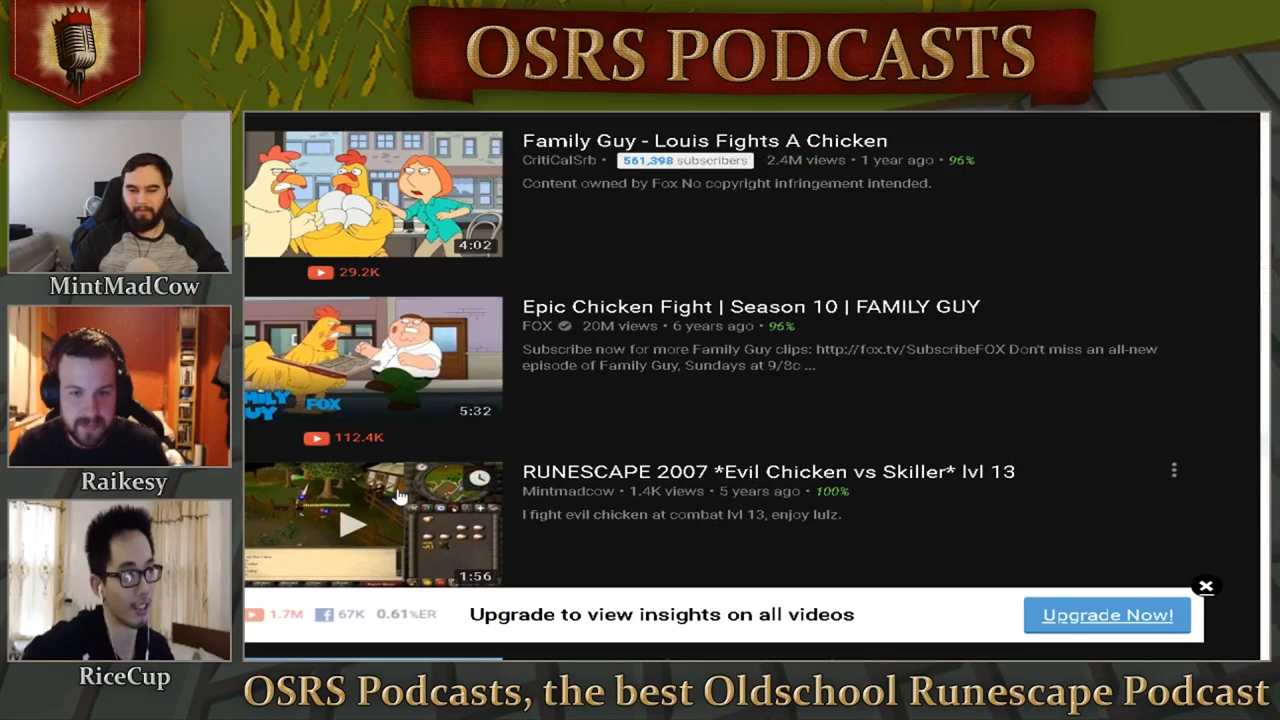 OSRS PODCASTS
MintMadCow
Raikesy
RiceCup
Family Guy - Louis Fights A Chicken
CritiCalSrb • 561,398 subscribers 2.4M views • 1 year ago • 96%
Content owned by Fox No copyright infringement intended.
4:02
29.2K
Epic Chicken Fight | Season 10 | FAMILY GUY
FOX 20M views • 6 years ago • 96%
Subscribe now for more Family Guy clips: http://fox.tv/SubscribeFOX Don't miss an all-new
episode of Family Guy, Sundays at 9/8c ...
FOX
5:32
112.4K
RUNESCAPE 2007 *Evil Chicken vs Skiller* lvl 13
Mintmadcow • 1.4K views • 5 years ago • 100%
I fight evil chicken at combat lvl 13, enjoy lulz.
1:56
1.7M 67K 0.61%ER Upgrade to view insights on all videos Upgrade Now!
OSRS Podcasts, the best Oldschool Runescape Podcast